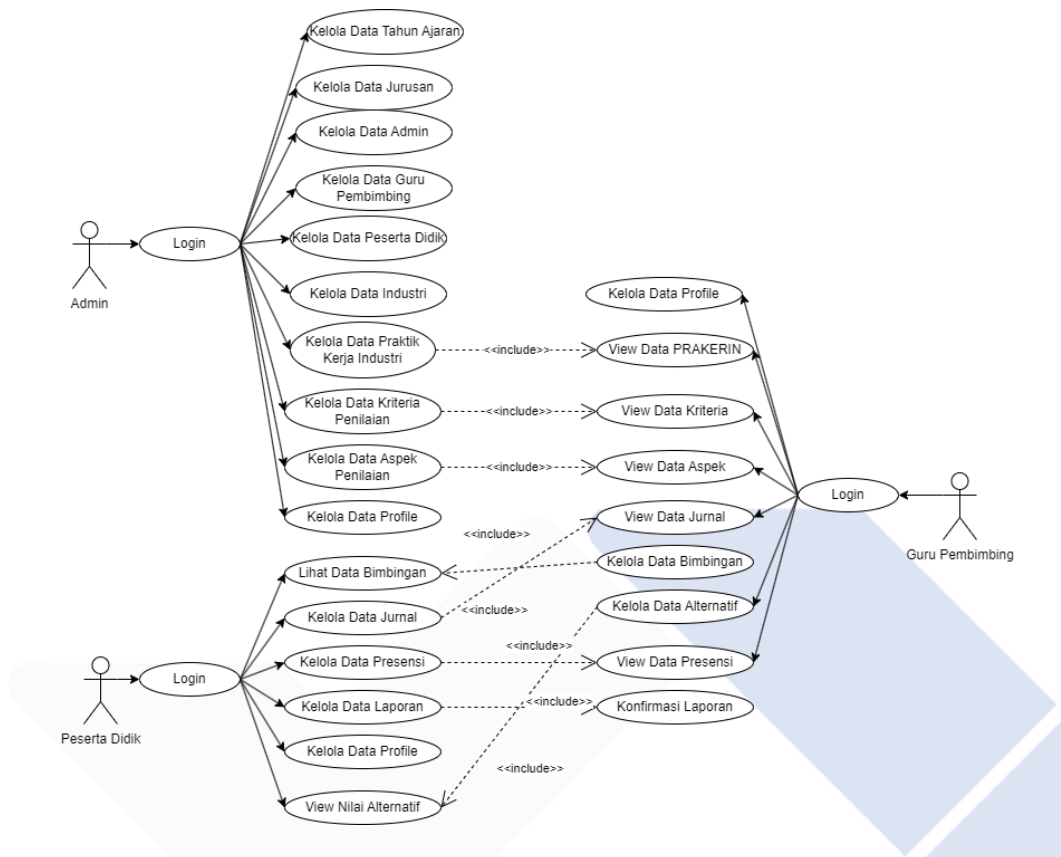 Kelola Data Tahun Ajaran
Kelola Data Jurusan
Kelola Data Admin
Kelola Data Guru
Pembimbing
Kelola Data Peserta Didik
Login
Admin
Kelola Data Industri
Kelola Data Praktik
Kerja Industri
Kelola Data Kriteria
Penilaian
Kelola Data Aspek
Penilaian
Kelola Data Profile
<<include>>
<<include>>
<<include>>
Kelola Data Profile
View Data PRAKERIN
View Data Kriteria
View Data Aspek
View Data Jurnal
Kelola Data Bimbingan
Kelola Data Alternatif
View Data Presensi
Konfirmasi Laporan
Login
Guru Pembimbing
<<include>>
<<include>>
<<include>>
<<include>>
<<include>>
Lihat Data Bimbingan
Kelola Data Jurnal
Kelola Data Presensi
Kelola Data Laporan
Kelola Data Profile
View Nilai Alternatif
Login
Peserta Didik